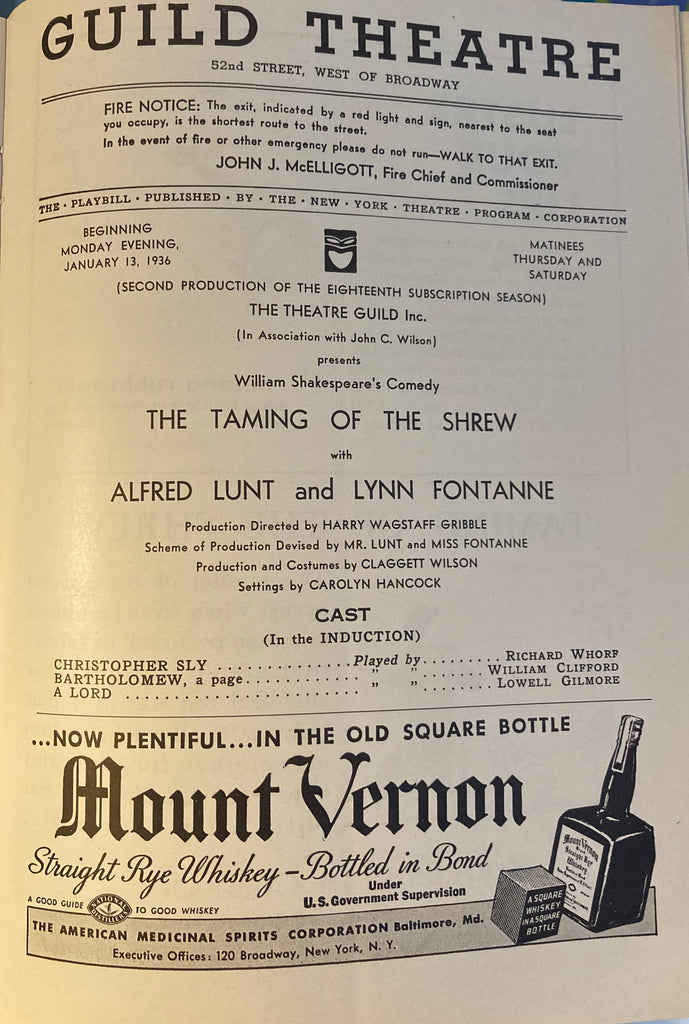 GUILD THEATRE
52nd STREET, WEST OF BROADWAY
FIRE NOTICE: The exit, indicated by a red light and sign, nearest to the seat
you occupy, is the shortest route to the street.
In the event of fire or other emergency please do not run—WALK TO THAT EXIT.
JOHN J. McELLIGOTT, Fire Chief and Commissioner
THE · PLAYBILL · PUBLISHED · BY · THE · NEW · YORK · THEATRE · PROGRAM · CORPORATION
BEGINNING
MONDAY EVENING,
JANUARY 13, 1936
MATINEES
THURSDAY AND
SATURDAY
(SECOND PRODUCTION OF THE EIGHTEENTH SUBSCRIPTION SEASON)
THE THEATRE GUILD Inc.
(In Association with John C. Wilson)
presents
William Shakespeare's Comedy
THE TAMING OF THE SHREW
with
ALFRED LUNT and LYNN FONTANNE
Production Directed by HARRY WAGSTAFF GRIBBLE
Scheme of Production Devised by MR. LUNT and MISS FONTANNE
Production and Costumes by CLAGGETT WILSON
Settings by CAROLYN HANCOCK
CAST
(In the INDUCTION)
CHRISTOPHER SLY ............ Played by ......... RICHARD WHORF
BARTHOLOMEW, a page ............ „ „ ........ WILLIAM CLIFFORD
A LORD ...................... „ „ ........ LOWELL GILMORE
...NOW PLENTIFUL...IN THE OLD SQUARE BOTTLE
Mount Vernon
Straight Rye Whiskey – Bottled in Bond
Under
U.S. Government Supervision
A GOOD GUIDE NATIONAL DISTILLERS TO GOOD WHISKEY
THE AMERICAN MEDICINAL SPIRITS CORPORATION Baltimore, Md.
Executive Offices: 120 Broadway, New York, N. Y.
A SQUARE
WHISKEY
IN A SQUARE
BOTTLE
Mount Vernon
Straight Rye
Whiskey